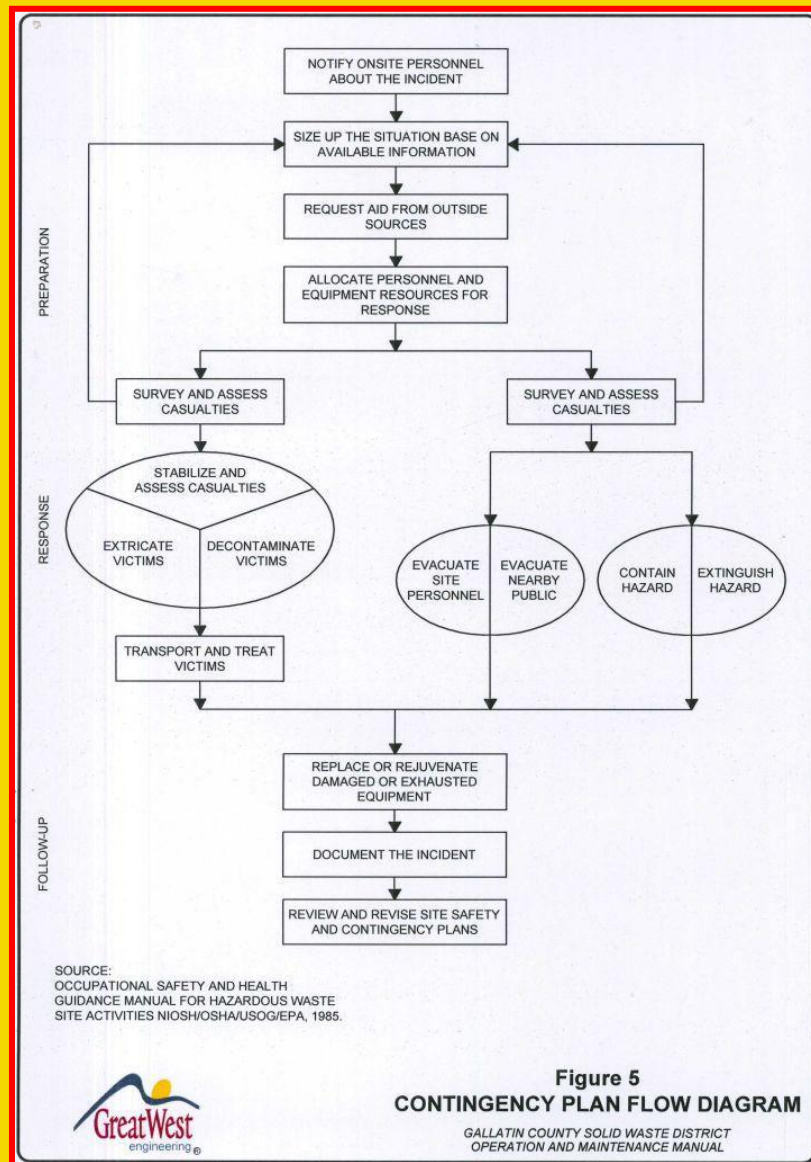 NOTIFY ONSITE PERSONNEL
ABOUT THE INCIDENT
SIZE UP THE SITUATION BASE ON
AVAILABLE INFORMATION
REQUEST AID FROM OUTSIDE
SOURCES
ALLOCATE PERSONNEL AND
EQUIPMENT RESOURCES FOR
RESPONSE
PREPARATION
SURVEY AND ASSESS
CASUALTIES
SURVEY AND ASSESS
CASUALTIES
STABILIZE AND
ASSESS CASUALTIES
EXTRICATE
VICTIMS
DECONTAMINATE
VICTIMS
EVACUATE
SITE
PERSONNEL
EVACUATE
NEARBY
PUBLIC
CONTAIN
HAZARD
EXTINGUISH
HAZARD
RESPONSE
TRANSPORT AND TREAT
VICTIMS
REPLACE OR REJUVENATE
DAMAGED OR EXHAUSTED
EQUIPMENT
DOCUMENT THE INCIDENT
REVIEW AND REVISE SITE SAFETY
AND CONTINGENCY PLANS
FOLLOW-UP
SOURCE:
OCCUPATIONAL SAFETY AND HEALTH
GUIDANCE MANUAL FOR HAZARDOUS WASTE
SITE ACTIVITIES NIOSH/OSHA/USOG/EPA, 1985.
GreatWest
engineering ®
Figure 5
CONTINGENCY PLAN FLOW DIAGRAM
GALLATIN COUNTY SOLID WASTE DISTRICT
OPERATION AND MAINTENANCE MANUAL